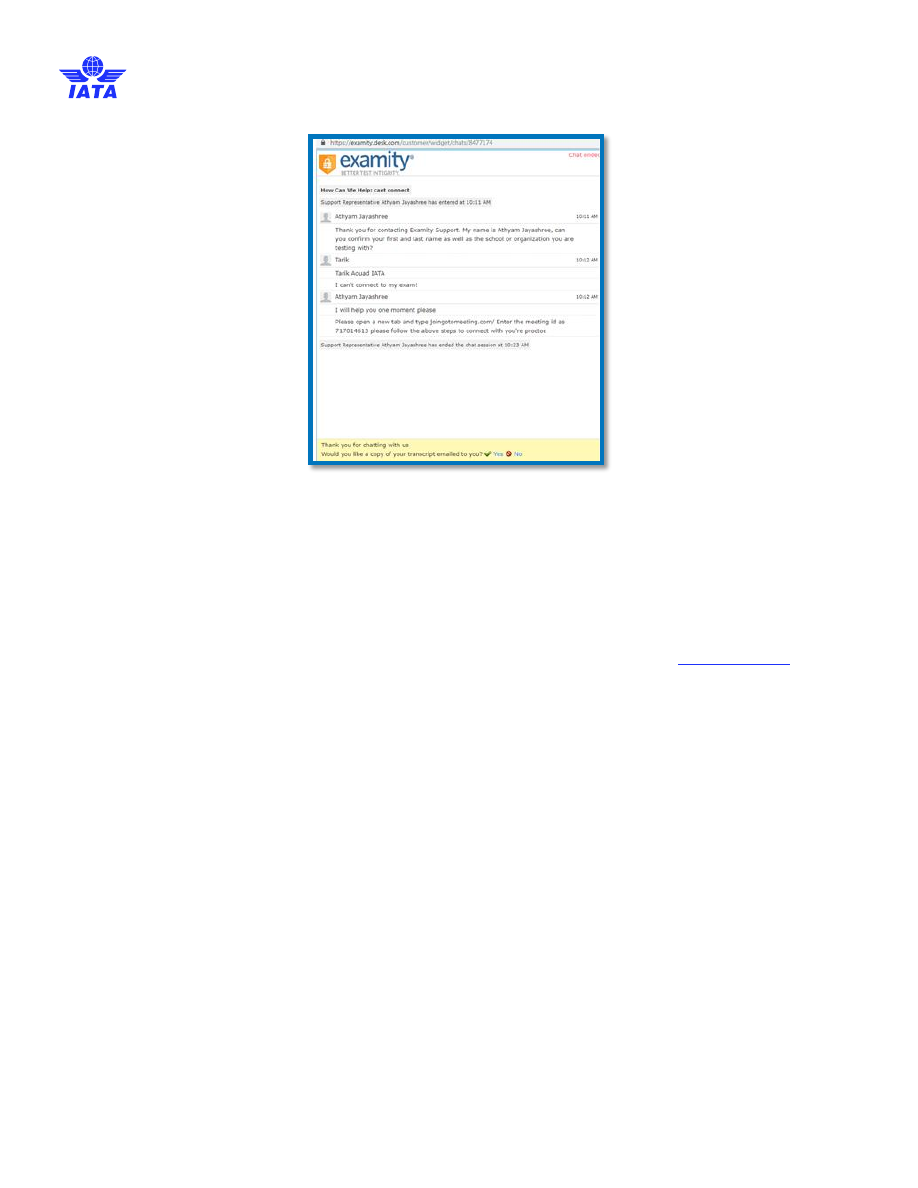 IATA
https://examity.desk.com/customer/widget/chats/8477174
Chat ended
examity®
BETTER TEST INTEGRITY
How Can We Help: cant connect
Support Representative Athyam Jayashree has entered at 10:11 AM
Athyam Jayashree 10:11 AM
Thank you for contacting Examity Support. My name is Athyam Jayashree, can
you confirm your first and last name as well as the school or organization you are
testing with?
Tarik 10:12 AM
Tarik Aouad IATA
I can't connect to my exam!
Athyam Jayashree 10:12 AM
I will help you one moment please
Please open a new tab and type joingotomeeting.com/ Enter the meeting id as
717014613 please follow the above steps to connect with you're proctor
Support Representative Athyam Jayashree has ended the chat session at 10:23 AM
Thank you for chatting with us
Would you like a copy of your transcript emailed to you? Yes No